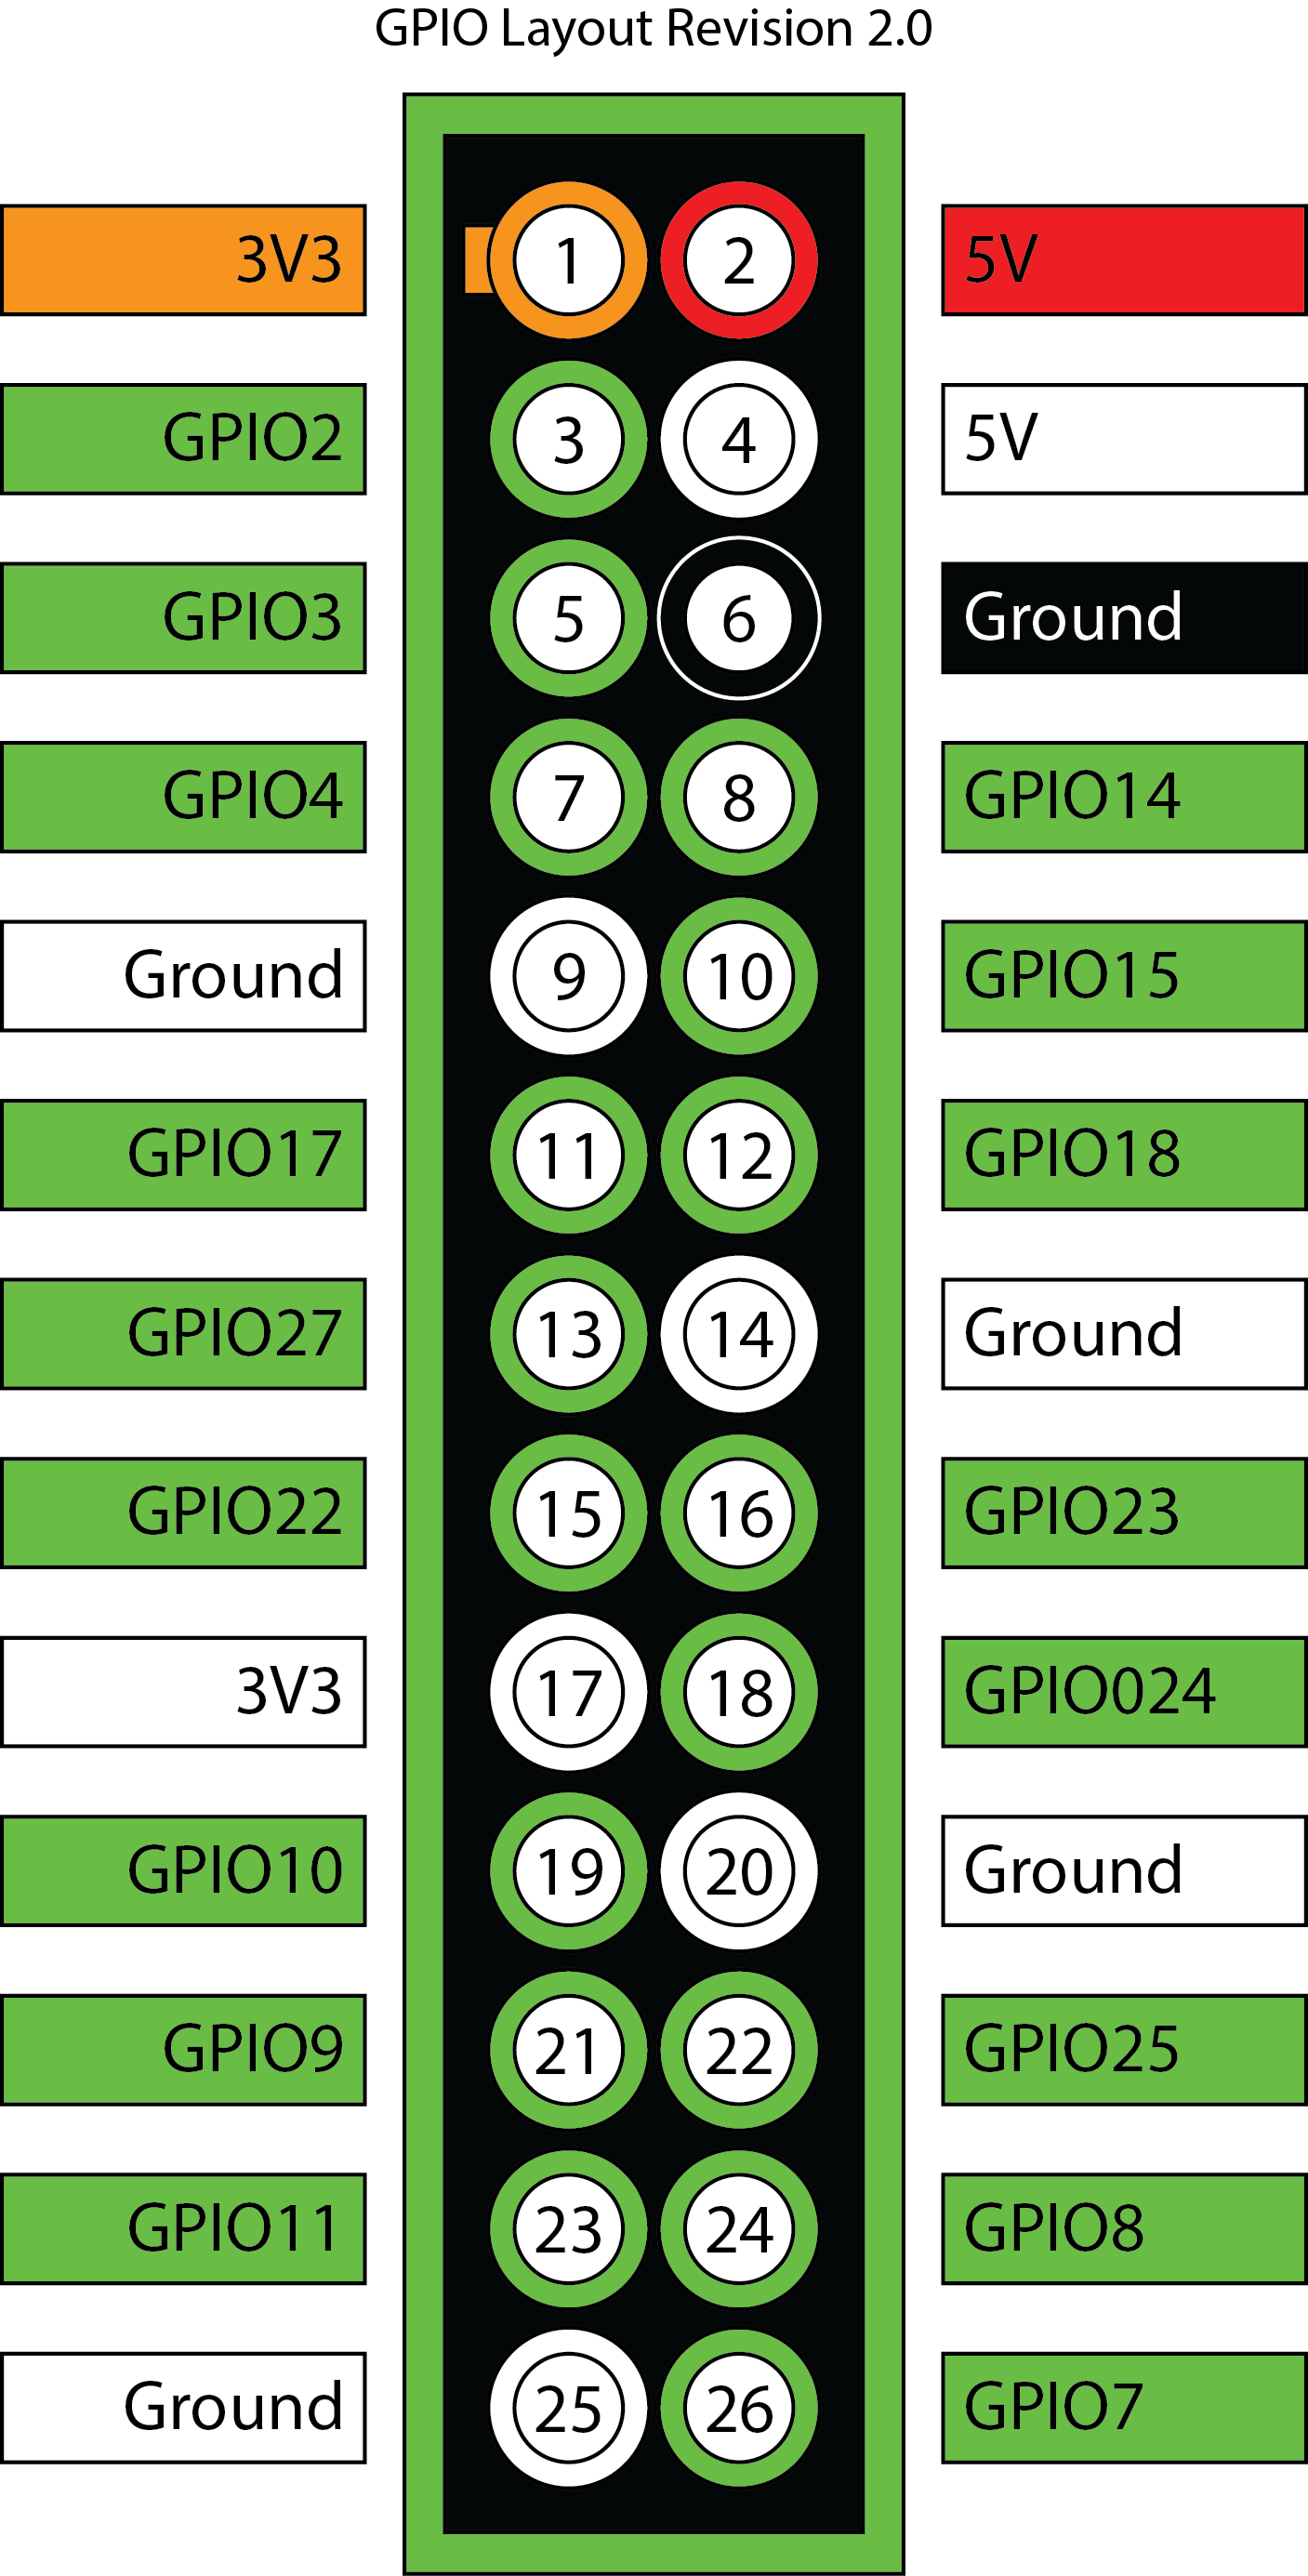 GPIO Layout Revision 2.0
3V3 1 2 5V
GPIO2 3 4 5V
GPIO3 5 6 Ground
GPIO4 7 8 GPIO14
Ground 9 10 GPIO15
GPIO17 11 12 GPIO18
GPIO27 13 14 Ground
GPIO22 15 16 GPIO23
3V3 17 18 GPIO024
GPIO10 19 20 Ground
GPIO9 21 22 GPIO25
GPIO11 23 24 GPIO8
Ground 25 26 GPIO7